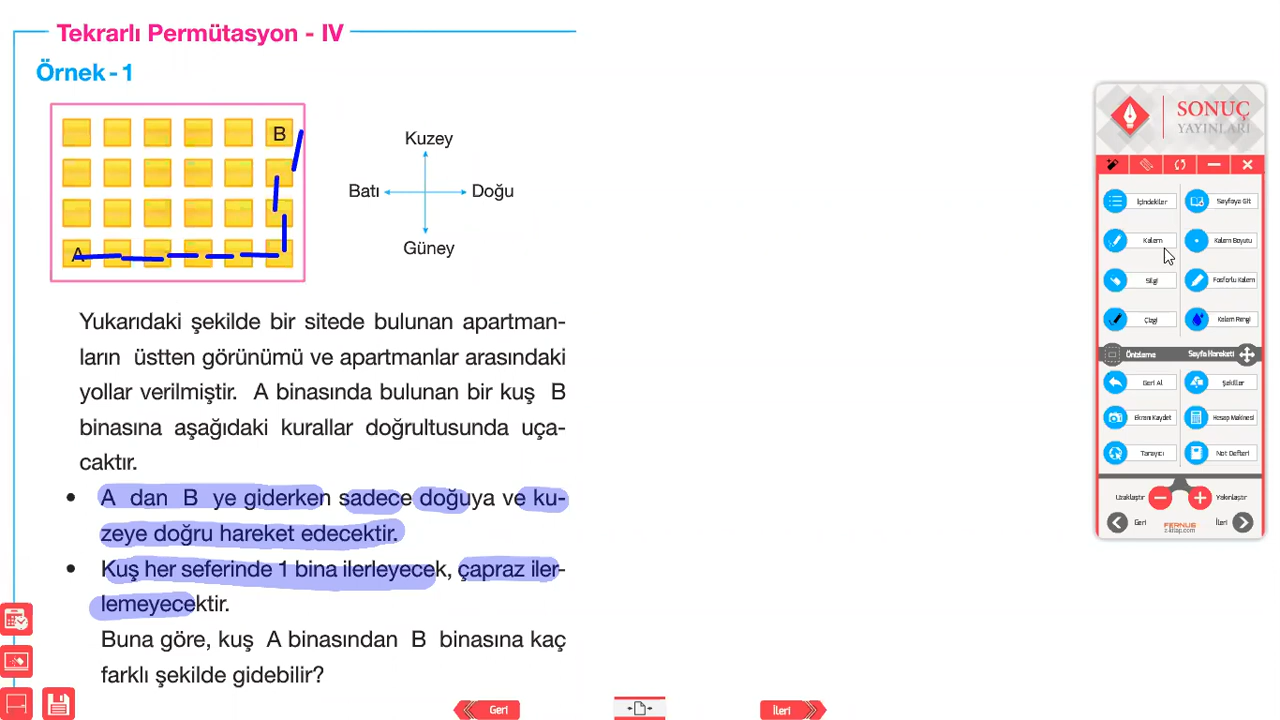 Tekrarlı Permütasyon - IV
Örnek - 1
B
A
Kuzey
Batı
Doğu
Güney
Yukarıdaki şekilde bir sitede bulunan apartman-
ların üstten görünümü ve apartmanlar arasındaki
yollar verilmiştir. A binasında bulunan bir kuş B
binasına aşağıdaki kurallar doğrultusunda uça-
caktır.
• A dan B ye giderken sadece doğuya ve ku-
zeye doğru hareket edecektir.
• Kuş her seferinde 1 bina ilerleyecek, çapraz iler-
lemeyecektir.
Buna göre, kuş A binasından B binasına kaç
farklı şekilde gidebilir?
SONUÇ
YAYINLARI
İçindekiler
Sayfaya Git
Kalem
Kalem Boyutu
Silgi
Fosforlu Kalem
Çizgi
Kalem Rengi
Önizleme
Sayfa Hareketi
Geri Al
Şekiller
Ekran Kaydet
Hesap Makinesi
Tarayıcı
Not Defteri
Uzaklaştır
Yakınlaştır
Geri
FERNUS
z-kitap.com
İleri
Geri
İleri